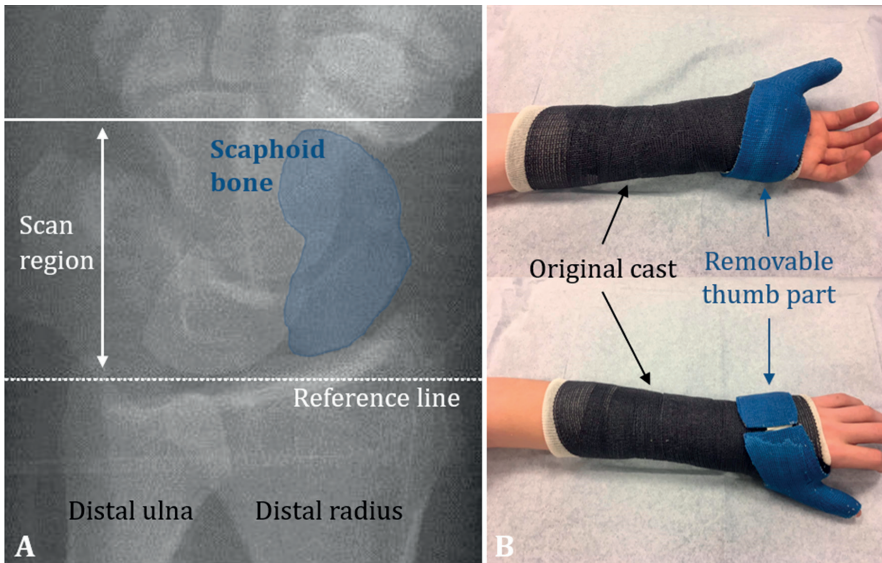 Scaphoid
bone
Scan
region
Reference line
Distal ulna
Distal radius
A
Original cast
Removable
thumb part
B